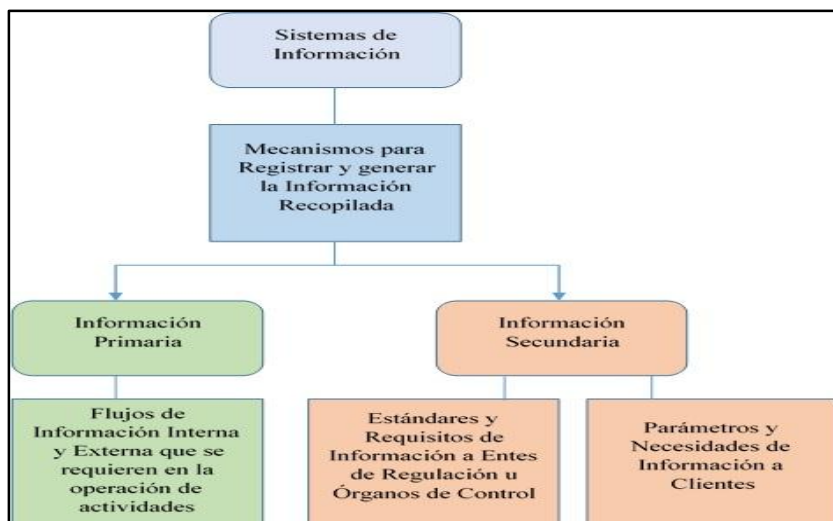 Sistemas de
Información
Mecanismos para
Registrar y generar
la Información
Recopilada
Información
Primaria
Información
Secundaria
Flujos de
Información Interna
y Externa que se
requieren en la
operación de
actividades
Estándares y
Requisitos de
Información a Entes
de Regulación u
Órganos de Control
Parámetros y
Necesidades de
Información a
Clientes